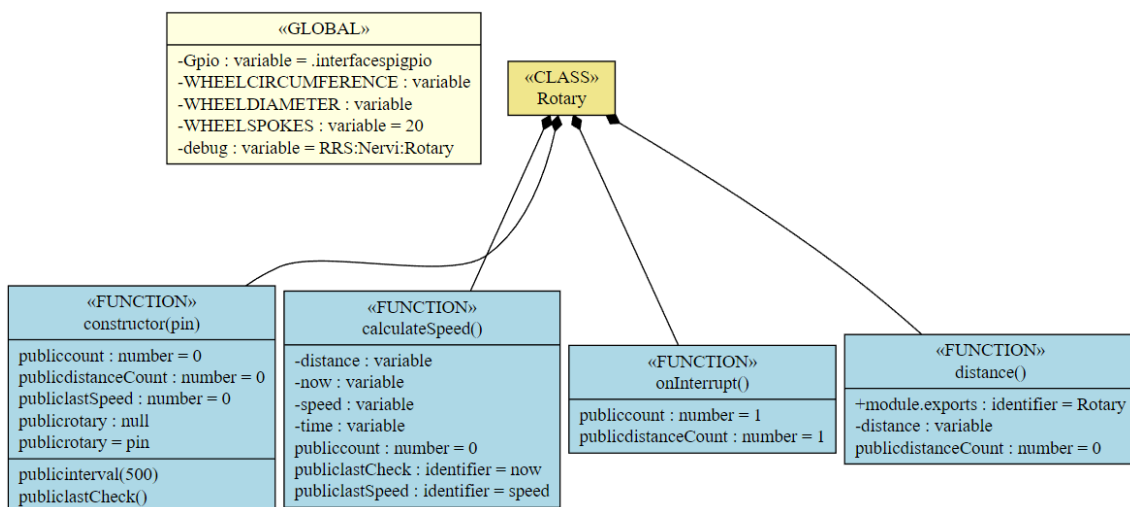 «GLOBAL»
-Gpio : variable = .interfacespigpio
-WHEELCIRCUMFERENCE : variable
-WHEELDIAMETER : variable
-WHEELSPOKES : variable = 20
-debug : variable = RRS:Nervi:Rotary
«CLASS»
Rotary
«FUNCTION»
constructor(pin)
publiccount : number = 0
publicdistanceCount : number = 0
publiclastSpeed : number = 0
publicrotary : null
publicrotary = pin
publicinterval(500)
publiclastCheck()
«FUNCTION»
calculateSpeed()
-distance : variable
-now : variable
-speed : variable
-time : variable
publiccount : number = 0
publiclastCheck : identifier = now
publiclastSpeed : identifier = speed
«FUNCTION»
onInterrupt()
publiccount : number = 1
publicdistanceCount : number = 1
«FUNCTION»
distance()
+module.exports : identifier = Rotary
-distance : variable
publicdistanceCount : number = 0